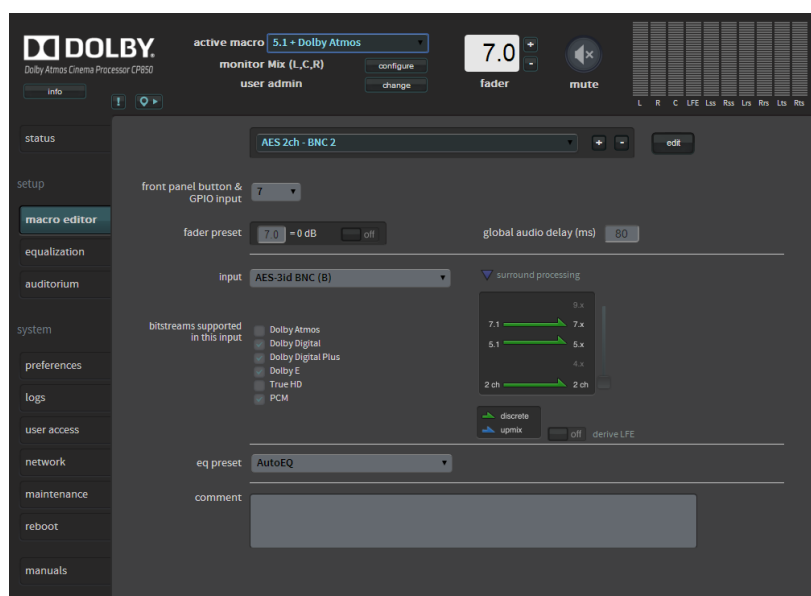 DOLBY.
Dolby Atmos Cinema Processor CP850
info
active macro 5.1 + Dolby Atmos
monitor Mix (L,C,R) configure
user admin change
7.0 + -
fader
mute
L R C LFE Lss Rss Lrs Rrs Lts Rts
!
status
setup
macro editor
equalization
auditorium
system
preferences
logs
user access
network
maintenance
reboot
manuals
AES 2ch - BNC 2 + - edit
front panel button &
GPIO input 7
fader preset 7.0 = 0 dB off
global audio delay (ms) 80
input AES-3id BNC (B)
surround processing
bitstreams supported
in this input
Dolby Atmos
Dolby Digital
Dolby Digital Plus
Dolby E
True HD
PCM
9.x
7.1 7.x
5.1 5.x
4.x
2 ch 2 ch
discrete
upmix
off derive LFE
eq preset AutoEQ
comment